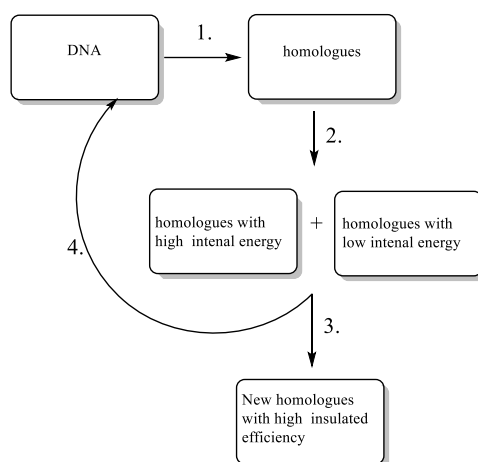 DNA
1.
homologues
2.
homologues with
high intenal energy
+
homologues with
low intenal energy
4.
3.
New homologues
with high insulated
efficiency